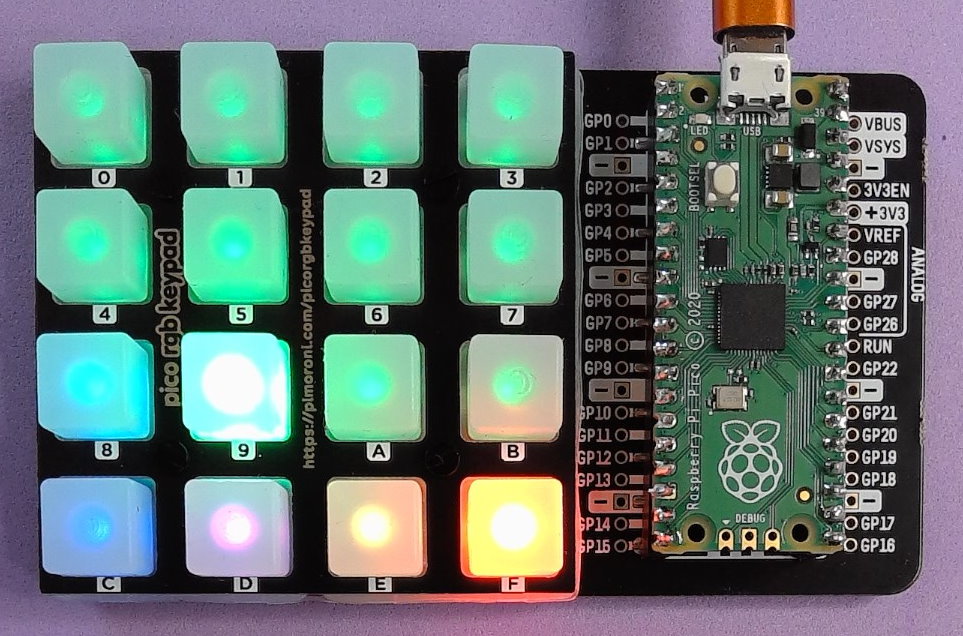 0 1 2 3
4 5 6 7
8 9 A B
C D E F
pico rgb keypad
https://pimoroni.com/picorgbkeypad
GP0
GP1
-
GP2
GP3
GP4
GP5
-
GP6
GP7
GP8
GP9
-
GP10
GP11
GP12
GP13
-
GP14
GP15
LED
USB
BOOTSEL
Raspberry Pi Pico © 2020
DEBUG
2
39
VBUS
VSYS
-
3V3EN
+3V3
VREF
GP28
-
GP27
GP26
RUN
GP22
-
GP21
GP20
GP19
GP18
-
GP17
GP16
ANALOG